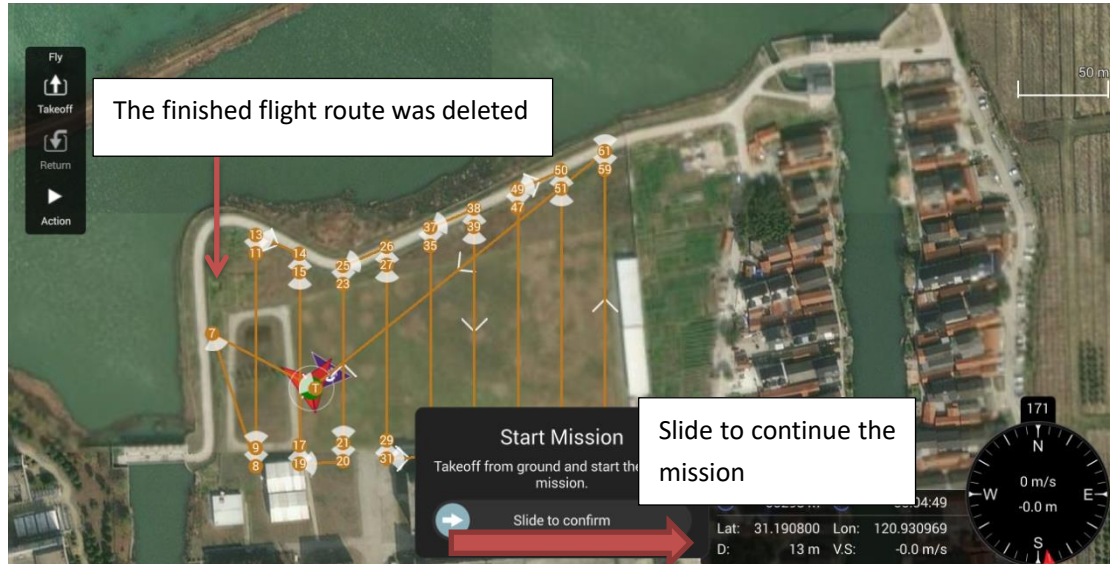 Fly
Takeoff
Return
Action
The finished flight route was deleted
50 m
51
59
50
51
49
47
38
39
37
35
26
27
25
23
14
15
13
11
7
T
9
8
17
19
21
20
29
31
Start Mission
Takeoff from ground and start the
mission.
Slide to confirm
Slide to continue the
mission
04:49
Lat: 31.190800 Lon: 120.930969
D: 13 m V.S: -0.0 m/s
171
N
W
E
S
0 m/s
-0.0 m